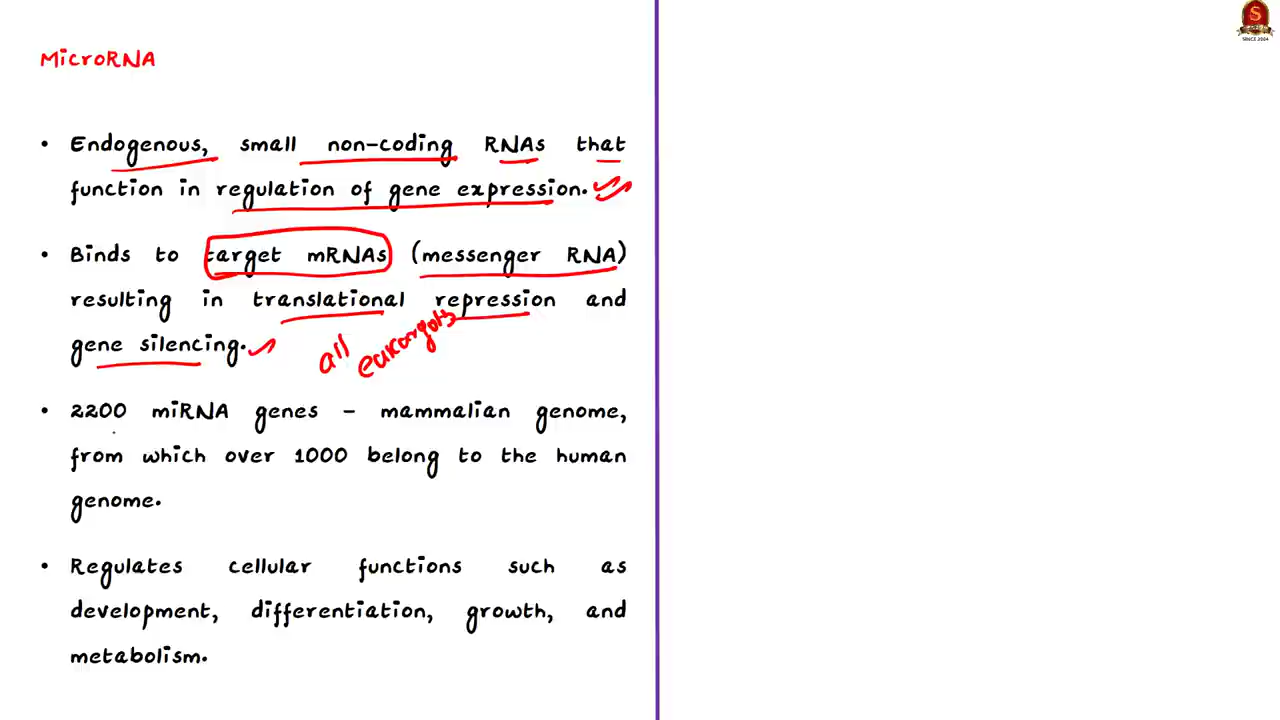 MicroRNA
• Endogenous, small non-coding RNAs that
function in regulation of gene expression.
• Binds to target mRNAs (messenger RNA)
resulting in translational repression and
gene silencing.
all
• 2200 miRNA genes - mammalian genome,
from which over 1000 belong to the human
genome.
• Regulates cellular functions such as
development, differentiation, growth, and
metabolism.
S
SINCE 2004